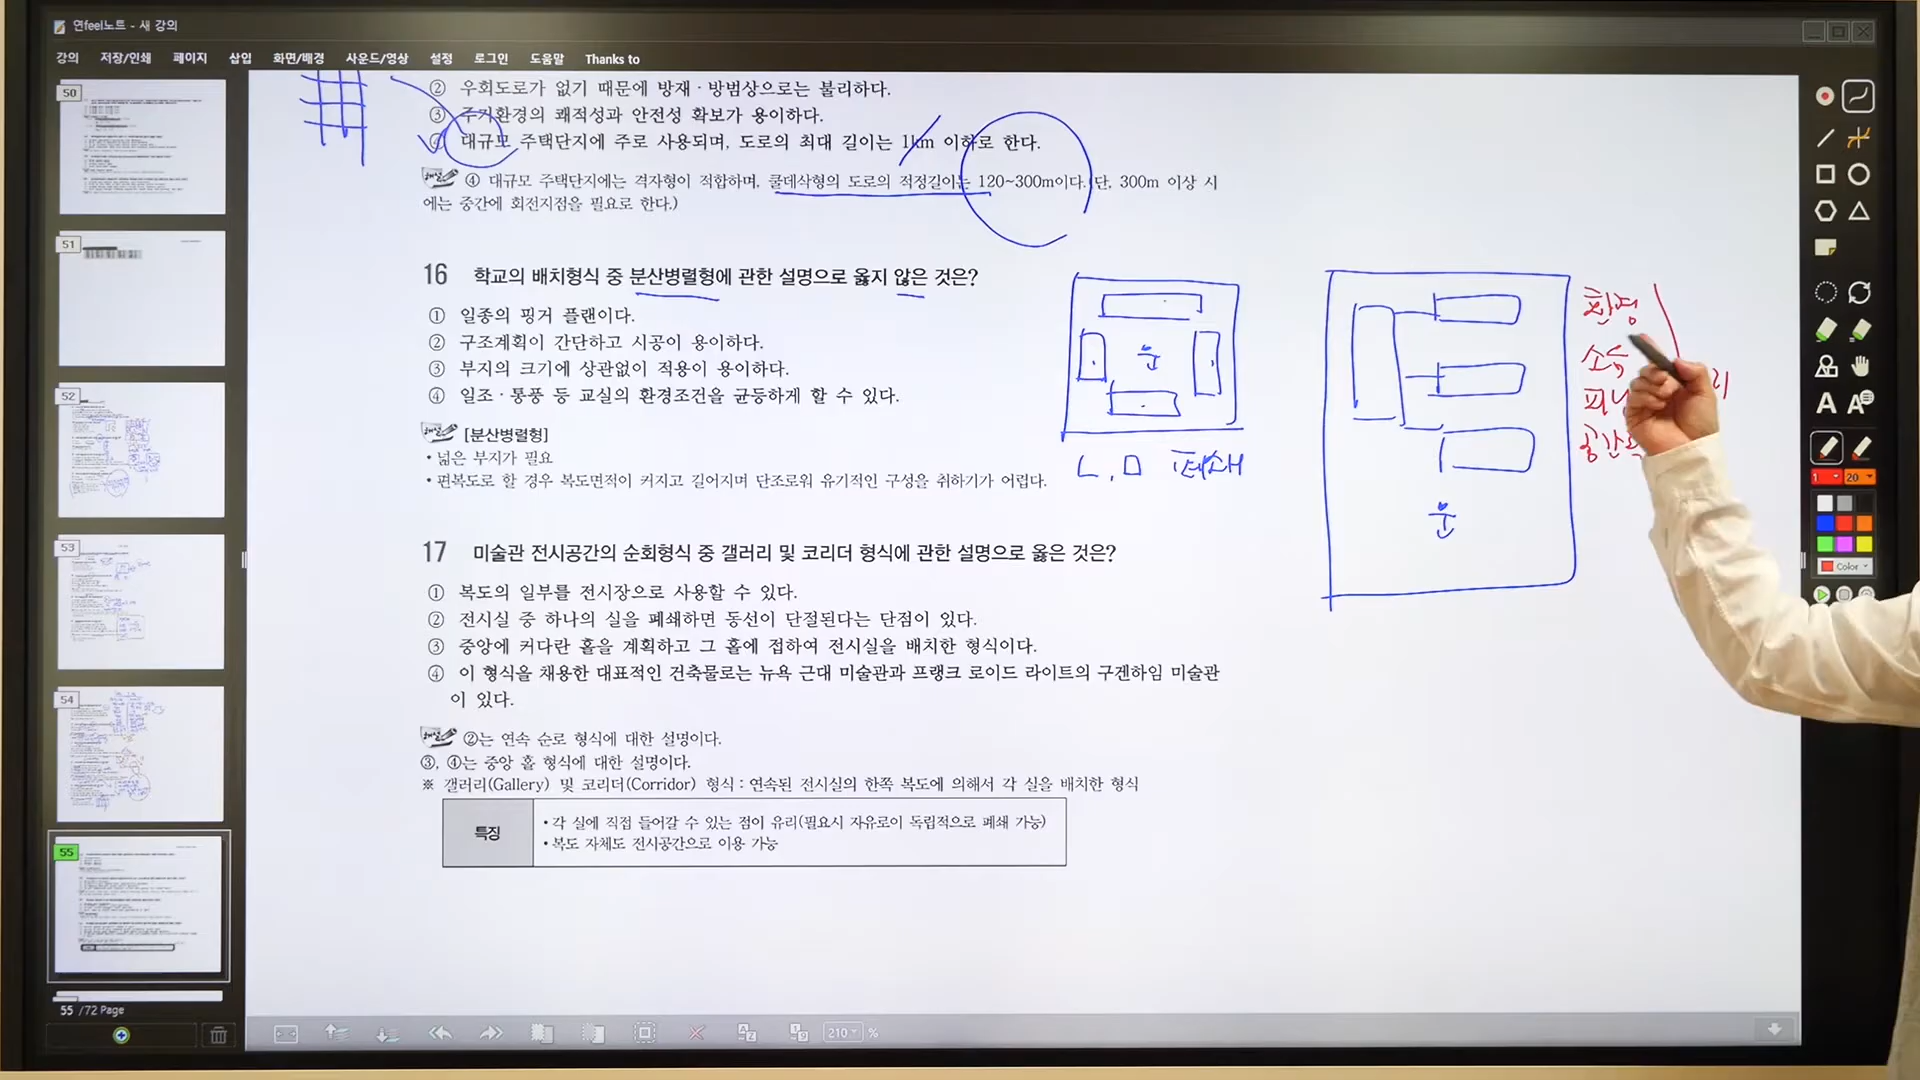 연feel노트 - 새 강의
강의 저장/인쇄 페이지 삽입 화면/배경 사운드/영상 설정 로그인 도움말 Thanks to
50
51
52
53
54
55
55 /72 Page
② 우회도로가 없기 때문에 방재·방범상으로는 불리하다.
③ 주거환경의 쾌적성과 안전성 확보가 용이하다.
④ 대규모 주택단지에 주로 사용되며, 도로의 최대 길이는 1km 이하로 한다.
해설 ④ 대규모 주택단지에는 격자형이 적합하며, 쿨데삭형의 도로의 적정길이는 120~300m이다. 단, 300m 이상 시
에는 중간에 회전지점을 필요로 한다.)
16 학교의 배치형식 중 분산병렬형에 관한 설명으로 옳지 않은 것은?
① 일종의 핑거 플랜이다.
② 구조계획이 간단하고 시공이 용이하다.
③ 부지의 크기에 상관없이 적용이 용이하다.
④ 일조·통풍 등 교실의 환경조건을 균등하게 할 수 있다.
해설 [분산병렬형]
• 넓은 부지가 필요
• 편복도로 할 경우 복도면적이 커지고 길어지며 단조로워 유기적인 구성을 취하기가 어렵다.
운
ㄴ, ㅁ 폐쇄
운
환경
소음
공간
17 미술관 전시공간의 순회형식 중 갤러리 및 코리더 형식에 관한 설명으로 옳은 것은?
① 복도의 일부를 전시장으로 사용할 수 있다.
② 전시실 중 하나의 실을 폐쇄하면 동선이 단절된다는 단점이 있다.
③ 중앙에 커다란 홀을 계획하고 그 홀에 접하여 전시실을 배치한 형식이다.
④ 이 형식을 채용한 대표적인 건축물로는 뉴욕 근대 미술관과 프랭크 로이드 라이트의 구겐하임 미술관
이 있다.
해설 ②는 연속 순로 형식에 대한 설명이다.
③, ④는 중앙 홀 형식에 대한 설명이다.
※ 갤러리(Gallery) 및 코리더(Corridor) 형식 : 연속된 전시실의 한쪽 복도에 의해서 각 실을 배치한 형식
특징
• 각 실에 직접 들어갈 수 있는 점이 유리(필요시 자유로이 독립적으로 폐쇄 가능)
• 복도 자체도 전시공간으로 이용 가능
1 20
Color
210 %